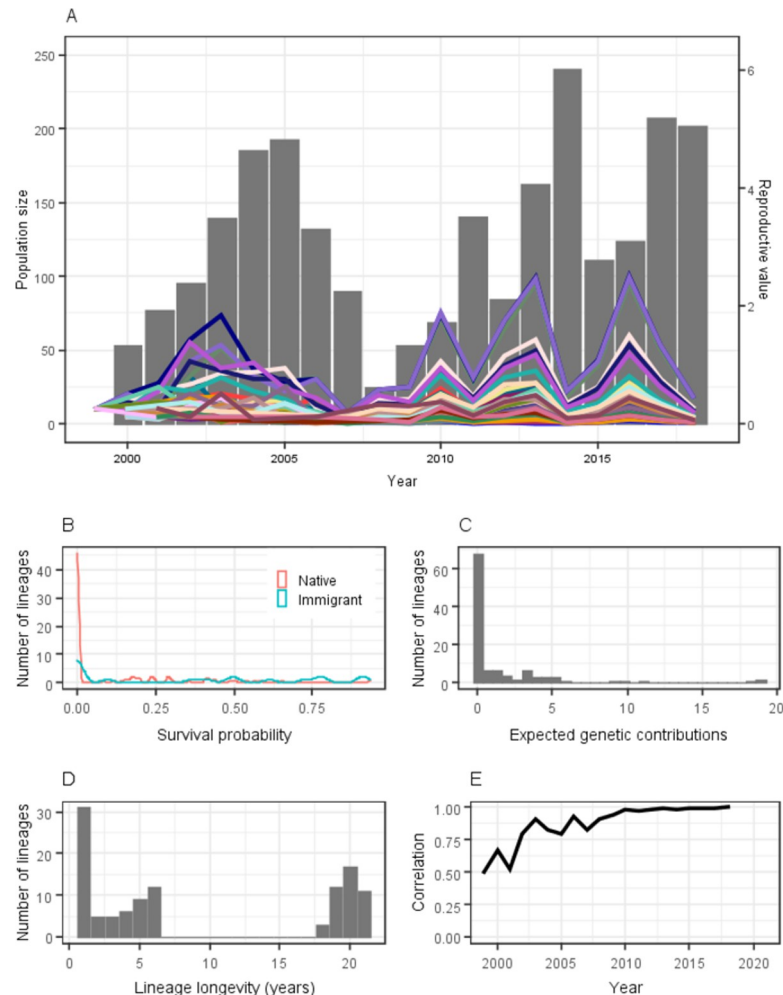 A
250
200
150
100
50
0
Population size
6
4
2
0
Reproductive value
2000 2005 2010 2015
Year
B
Number of lineages
40
30
20
10
0
Native
Immigrant
0.00 0.25 0.50 0.75
Survival probability
C
Number of lineages
60
40
20
0
0 5 10 15 20
Expected genetic contributions
D
Number of lineages
30
20
10
0
0 5 10 15 20
Lineage longevity (years)
E
Correlation
1.00
0.75
0.50
0.25
0.00
2000 2005 2010 2015 2020
Year